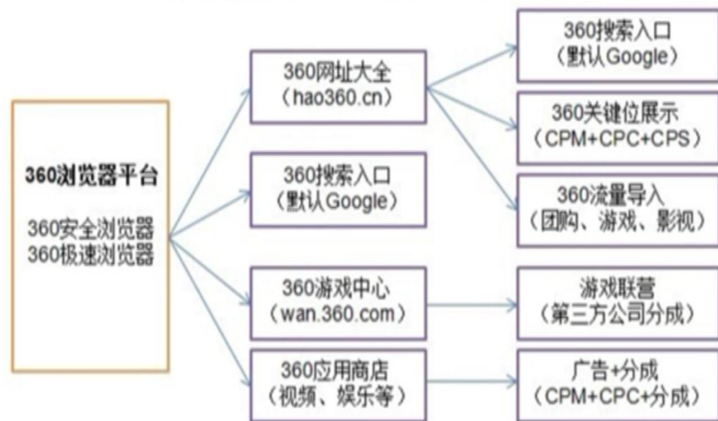 360浏览器平台
360安全浏览器
360极速浏览器
360网址大全
（hao360.cn）
360搜索入口
（默认Google）
360游戏中心
（wan.360.com）
360应用商店
（视频、娱乐等）
360搜索入口
（默认Google）
360关键位展示
（CPM+CPC+CPS）
360流量导入
（团购、游戏、影视）
游戏联营
（第三方公司分成）
广告+分成
（CPM+CPC+分成）